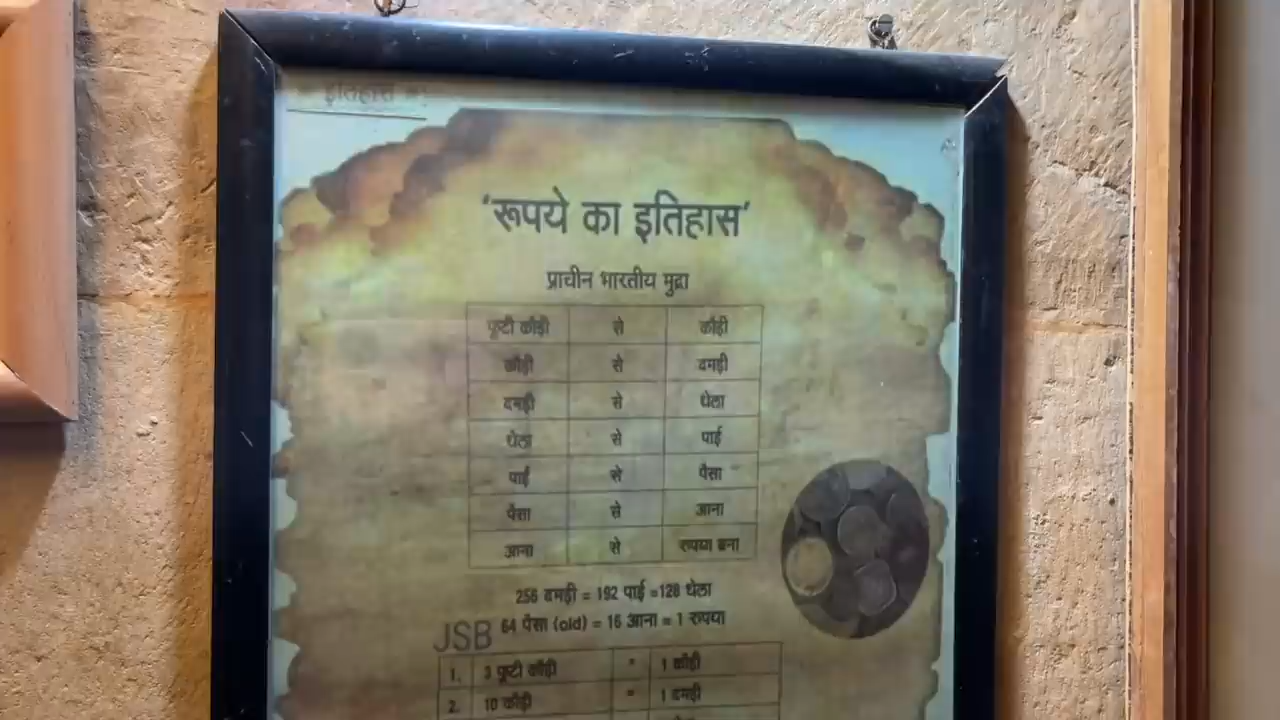 इतिहास
'रूपये का इतिहास'
प्राचीन भारतीय मुद्रा
फूटी कौड़ी से कौड़ी
कौड़ी से दमड़ी
दमड़ी से धेला
धेला से पाई
पाई से पैसा
पैसा से आना
आना से रुपया बना
256 दमड़ी = 192 पाई =128 धेला
64 पैसा (old) = 16 आना = 1 रुपया
JSB
1. 3 फूटी कौड़ी = 1 कौड़ी
2. 10 कौड़ी = 1 दमड़ी